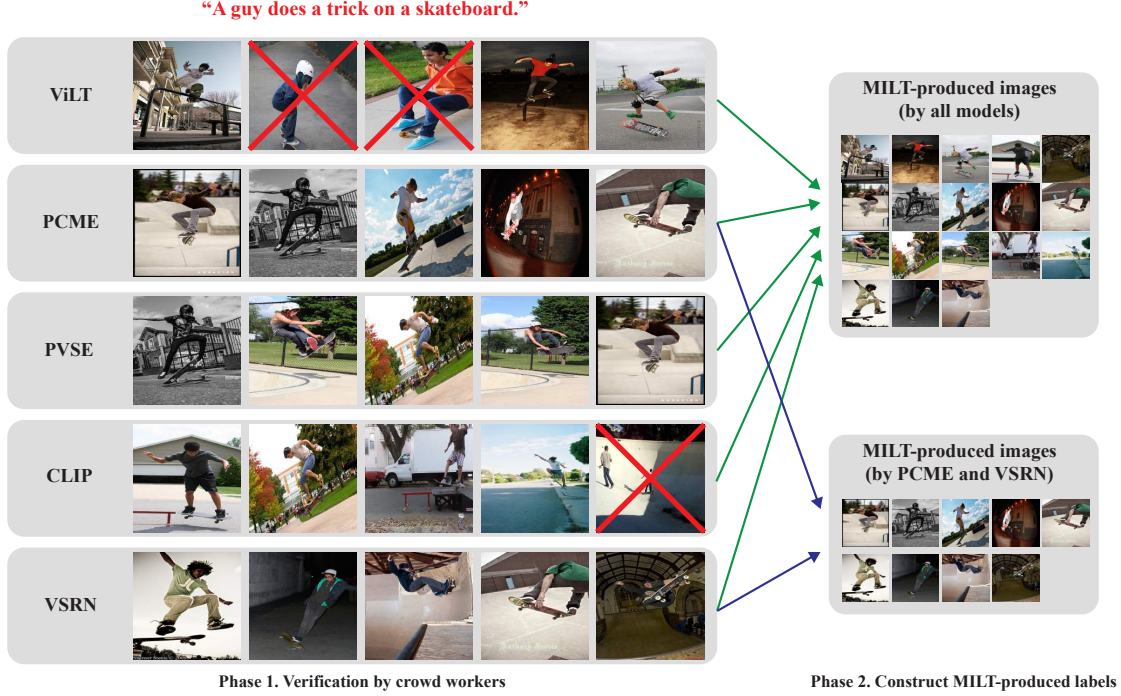 “A guy does a trick on a skateboard.”
ViLT
PCME
PVSE
CLIP
VSRN
Phase 1. Verification by crowd workers
MILT-produced images
(by all models)
MILT-produced images
(by PCME and VSRN)
Phase 2. Construct MILT-produced labels